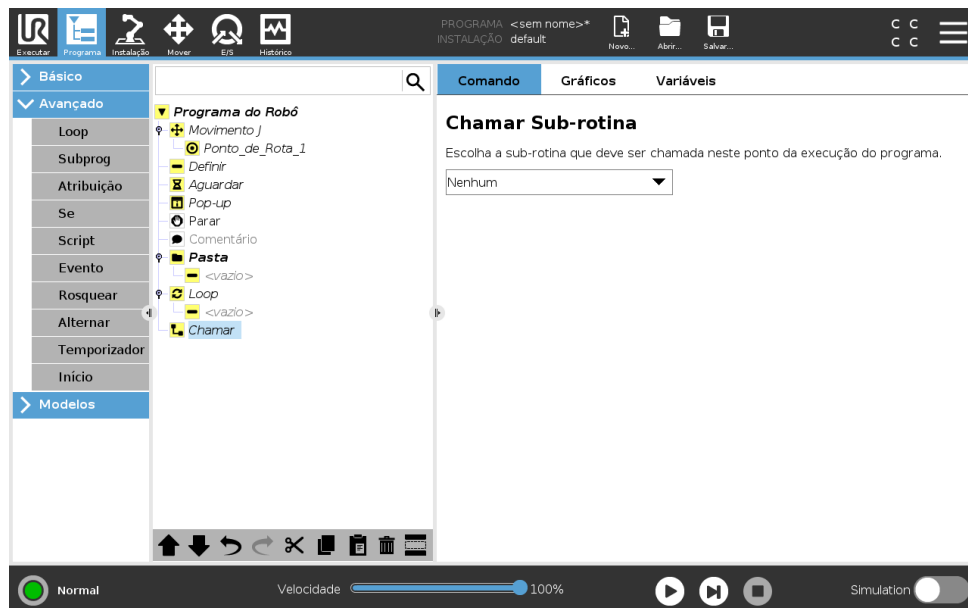 UR
Executar
Programa
Instalação
Mover
E/S
Histórico
PROGRAMA <sem nome>*
INSTALAÇÃO default
Novo...
Abrir...
Salvar...
C C
C C
Básico
Avançado
Loop
Subprog
Atribuição
Se
Script
Evento
Rosquear
Alternar
Temporizador
Início
Modelos
Programa do Robô
Movimento J
Ponto_de_Rota_1
Definir
Aguardar
Pop-up
Parar
Comentário
Pasta
<vazio>
Loop
<vazio>
Chamar
Comando Gráficos Variáveis
Chamar Sub-rotina
Escolha a sub-rotina que deve ser chamada neste ponto da execução do programa.
Nenhum
Normal
Velocidade 100%
Simulation